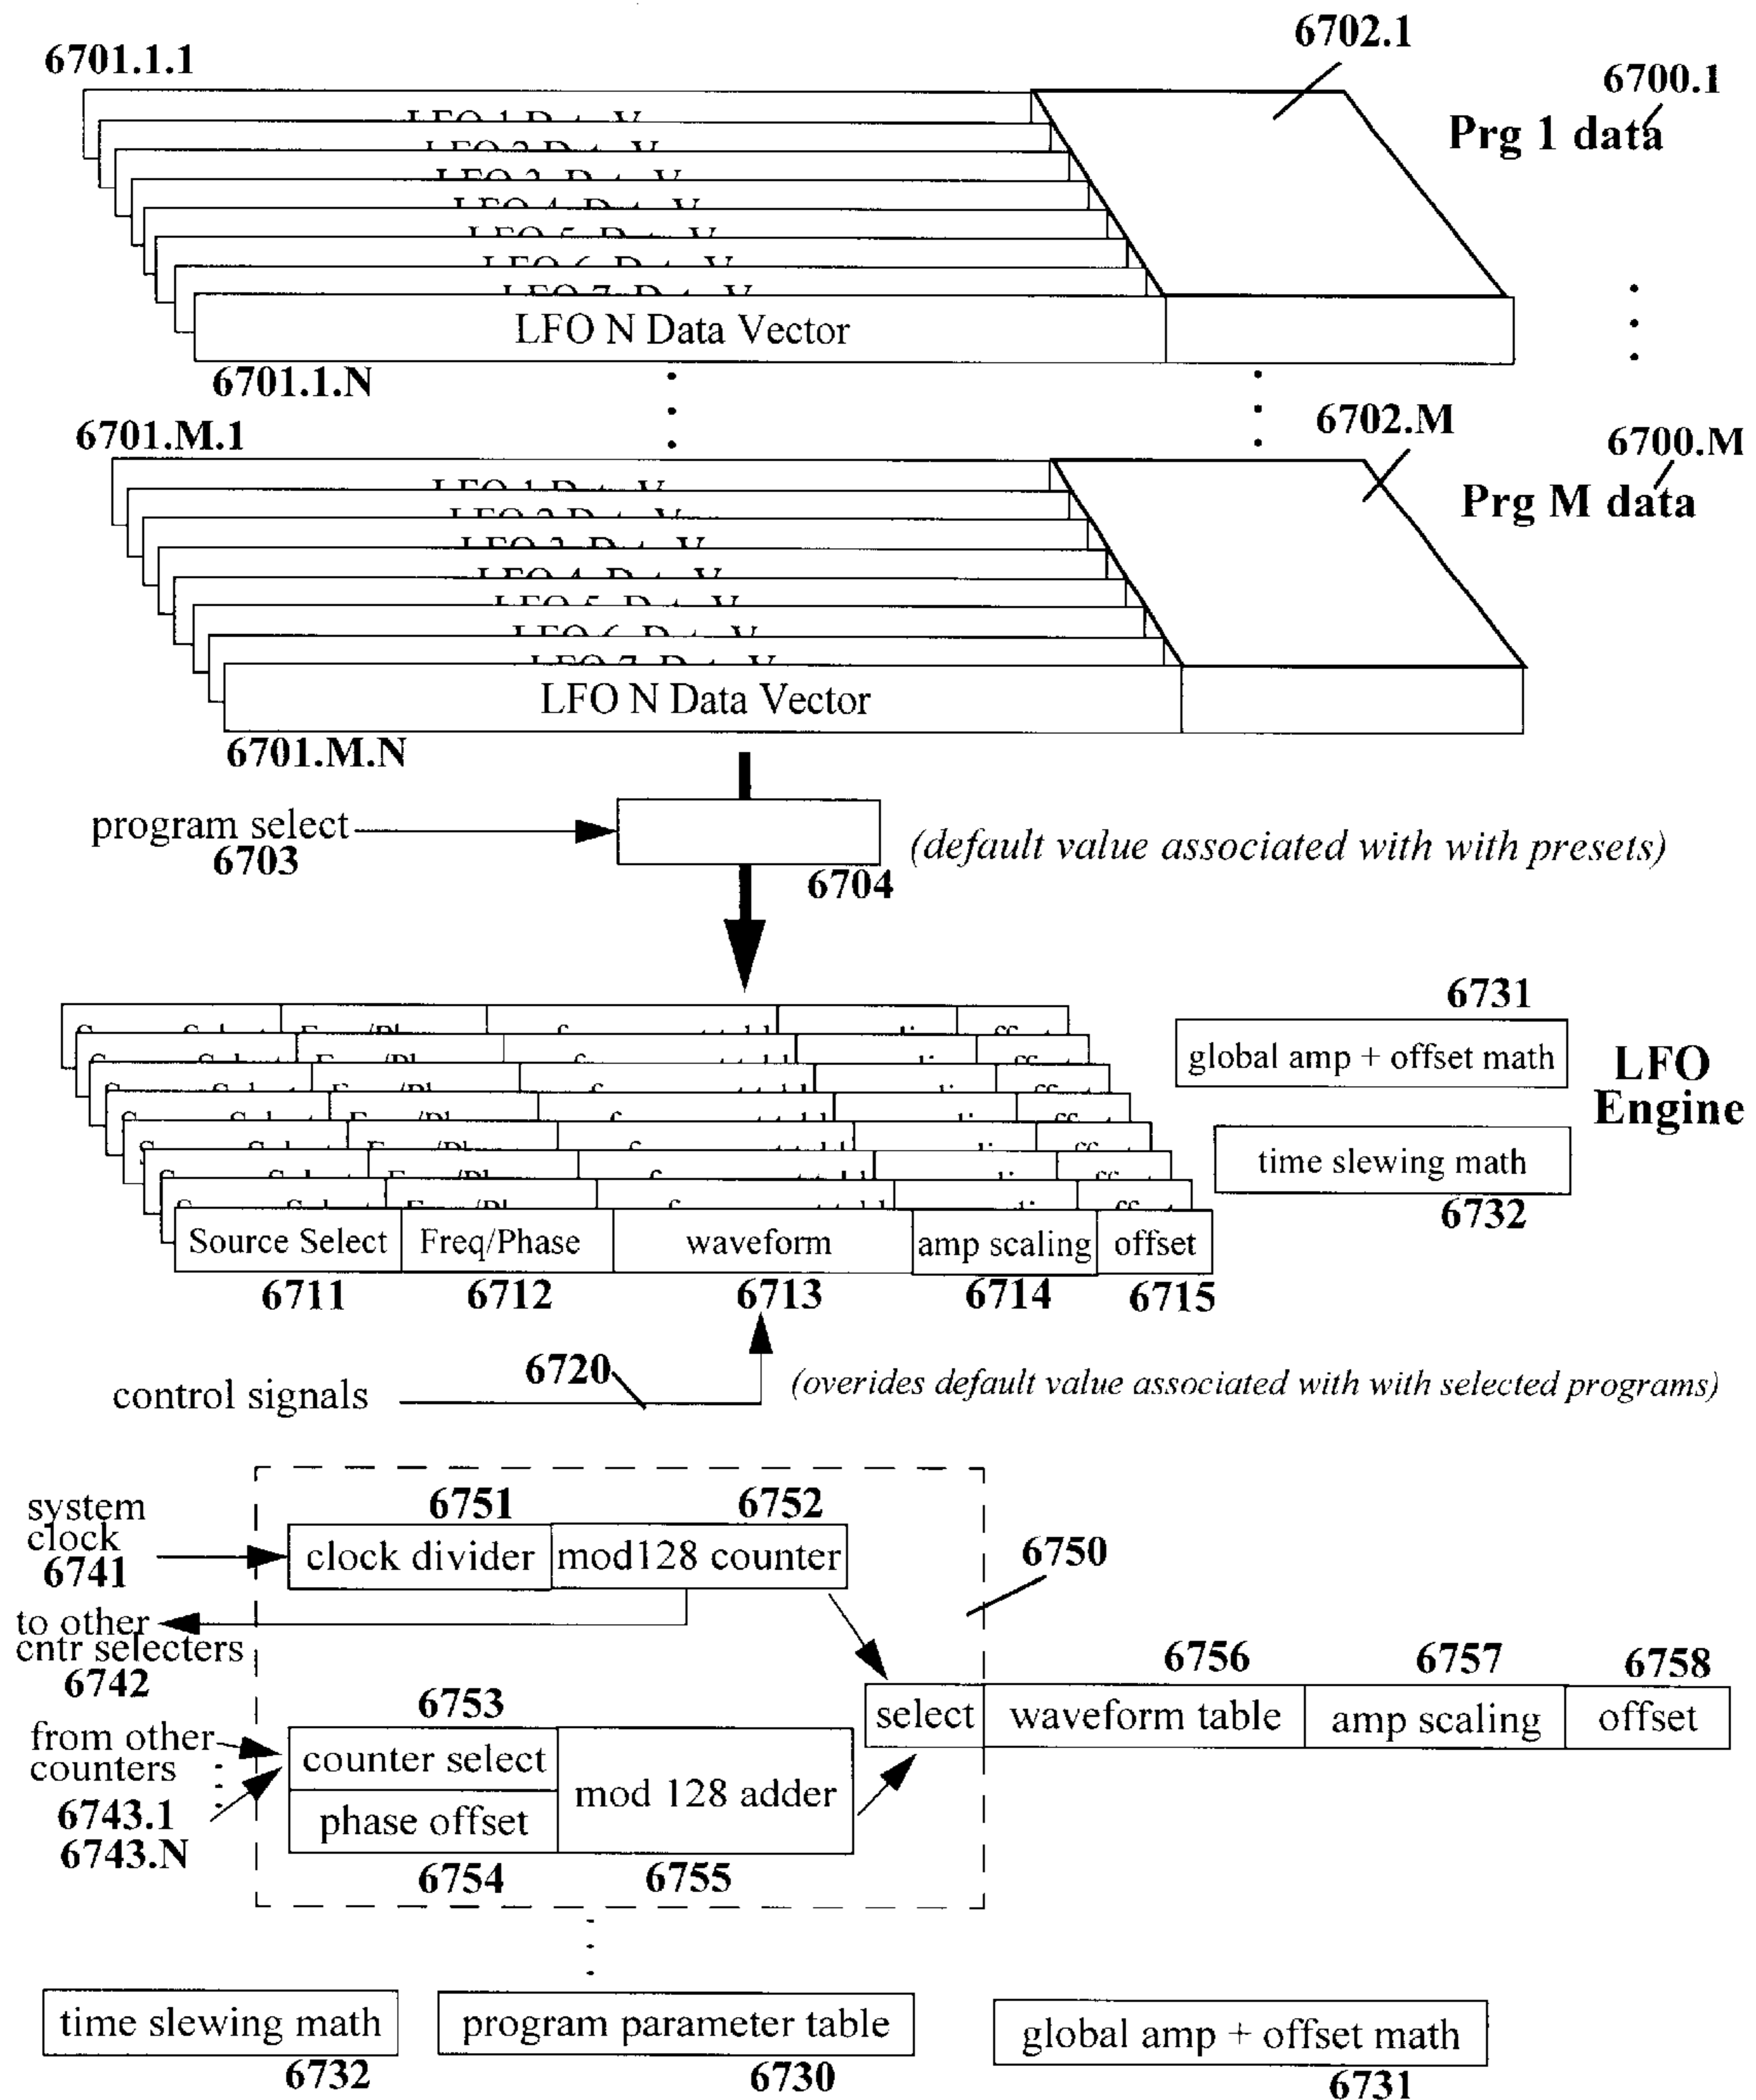 6701.1.1
6702.1
6700.1
Prg 1 data
LFO N Data Vector
6701.1.N
6701.M.1
6702.M
6700.M
Prg M data
LFO N Data Vector
6701.M.N
program select
6703
6704
(default value associated with with presets)
6731
global amp + offset math
LFO
Engine
time slewing math
6732
Source Select
Freq/Phase
waveform
amp scaling
offset
6711
6712
6713
6714
6715
control signals
6720
(overides default value associated with with selected programs)
system
clock
6741
6751
6752
clock divider
mod128 counter
6750
to other
cntr selecters
6742
6753
select
6756
6757
6758
waveform table
amp scaling
offset
from other
counters
6743.1
6743.N
counter select
phase offset
mod 128 adder
6754
6755
time slewing math
6732
program parameter table
6730
global amp + offset math
6731